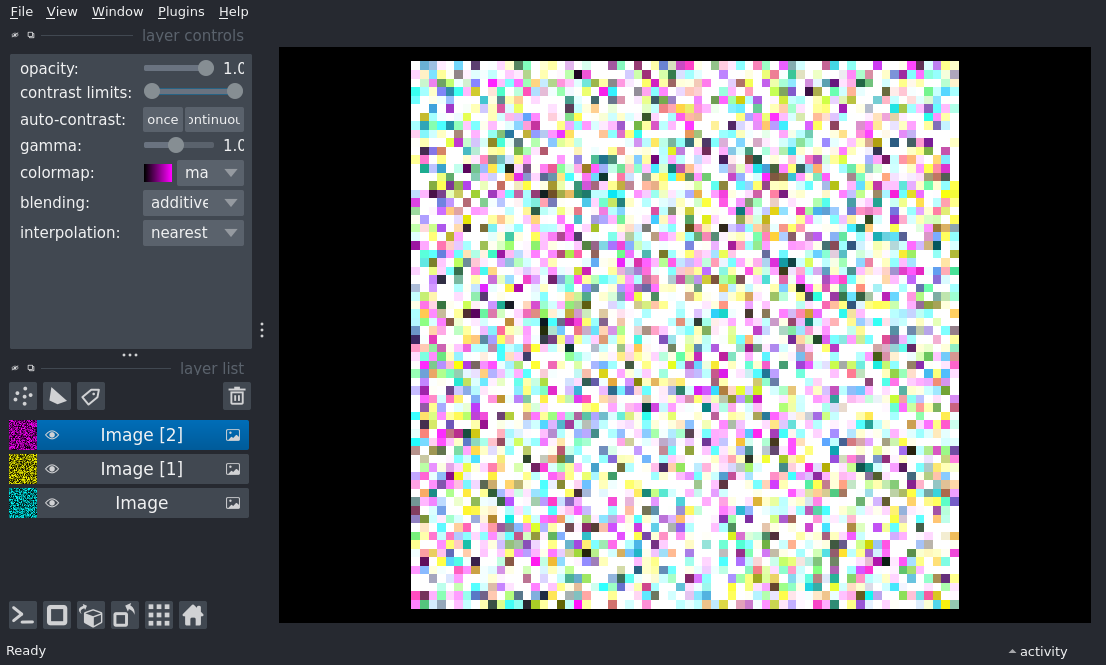 File View Window Plugins Help
layer controls
opacity: 1.0
contrast limits:
auto-contrast: once ontinuou
gamma: 1.0
colormap: ma
blending: additive
interpolation: nearest
layer list
Image [2]
Image [1]
Image
Ready
activity